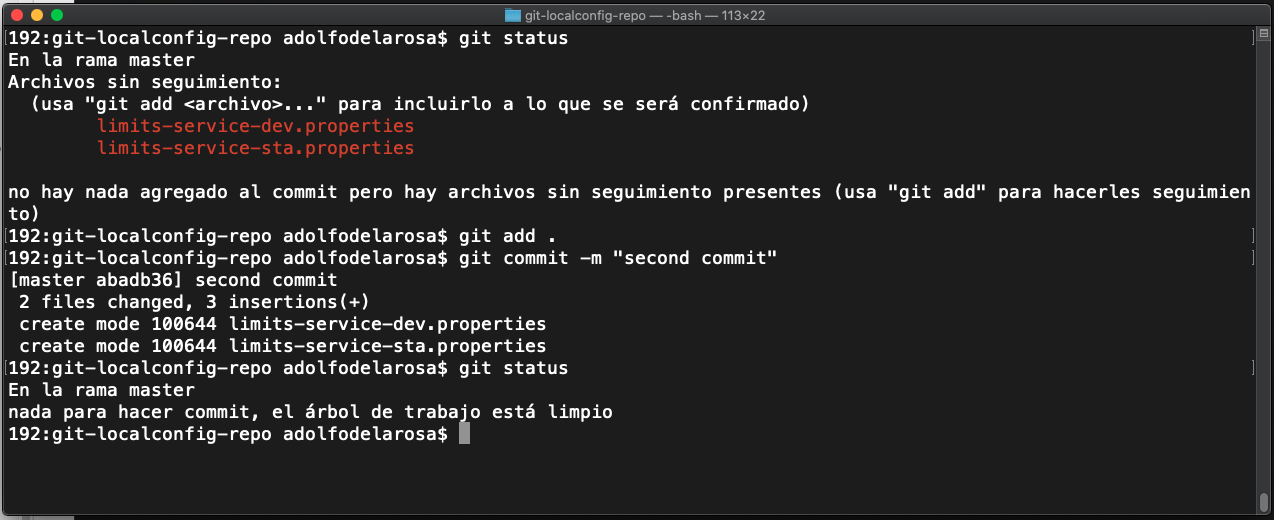 git-localconfig-repo — -bash — 113×22
192:git-localconfig-repo adolfodelarosa$ git status
En la rama master
Archivos sin seguimiento:
  (usa "git add <archivo>..." para incluirlo a lo que se será confirmado)
        limits-service-dev.properties
        limits-service-sta.properties

no hay nada agregado al commit pero hay archivos sin seguimiento presentes (usa "git add" para hacerles seguimien
to)
192:git-localconfig-repo adolfodelarosa$ git add .
192:git-localconfig-repo adolfodelarosa$ git commit -m "second commit"
[master abadb36] second commit
 2 files changed, 3 insertions(+)
 create mode 100644 limits-service-dev.properties
 create mode 100644 limits-service-sta.properties
192:git-localconfig-repo adolfodelarosa$ git status
En la rama master
nada para hacer commit, el árbol de trabajo está limpio
192:git-localconfig-repo adolfodelarosa$